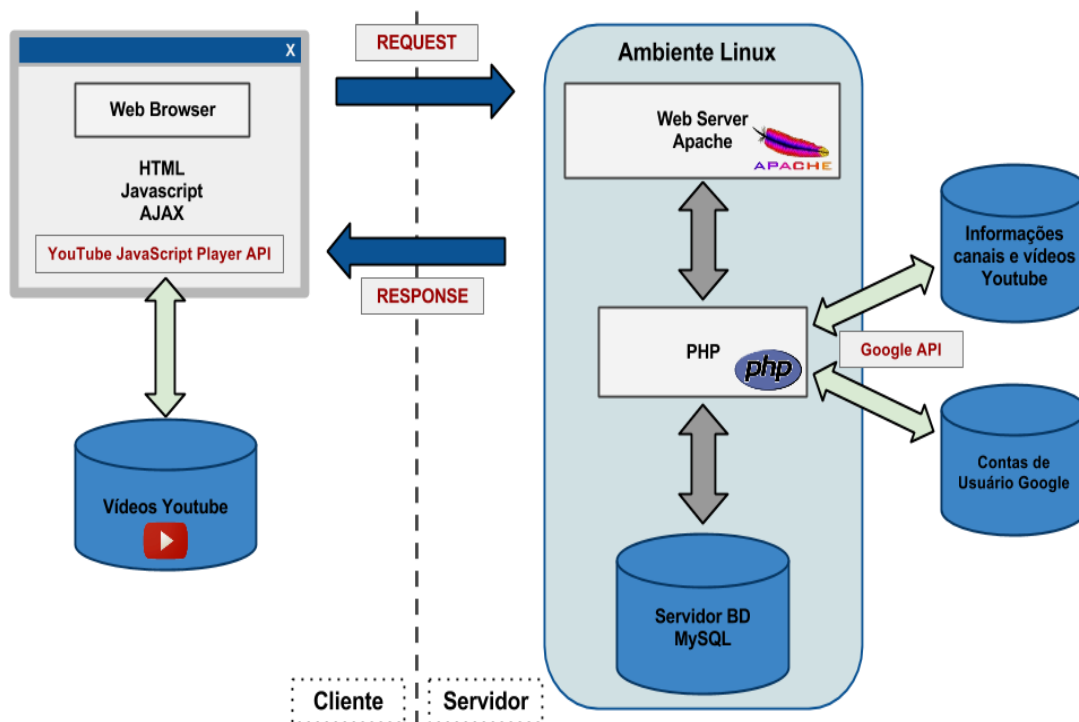 X
Web Browser
HTML
Javascript
AJAX
YouTube JavaScript Player API
Vídeos Youtube
REQUEST
RESPONSE
Ambiente Linux
Web Server
Apache
APACHE
PHP
php
Servidor BD
MySQL
Informações
canais e vídeos
Youtube
Google API
Contas de
Usuário Google
Cliente
Servidor